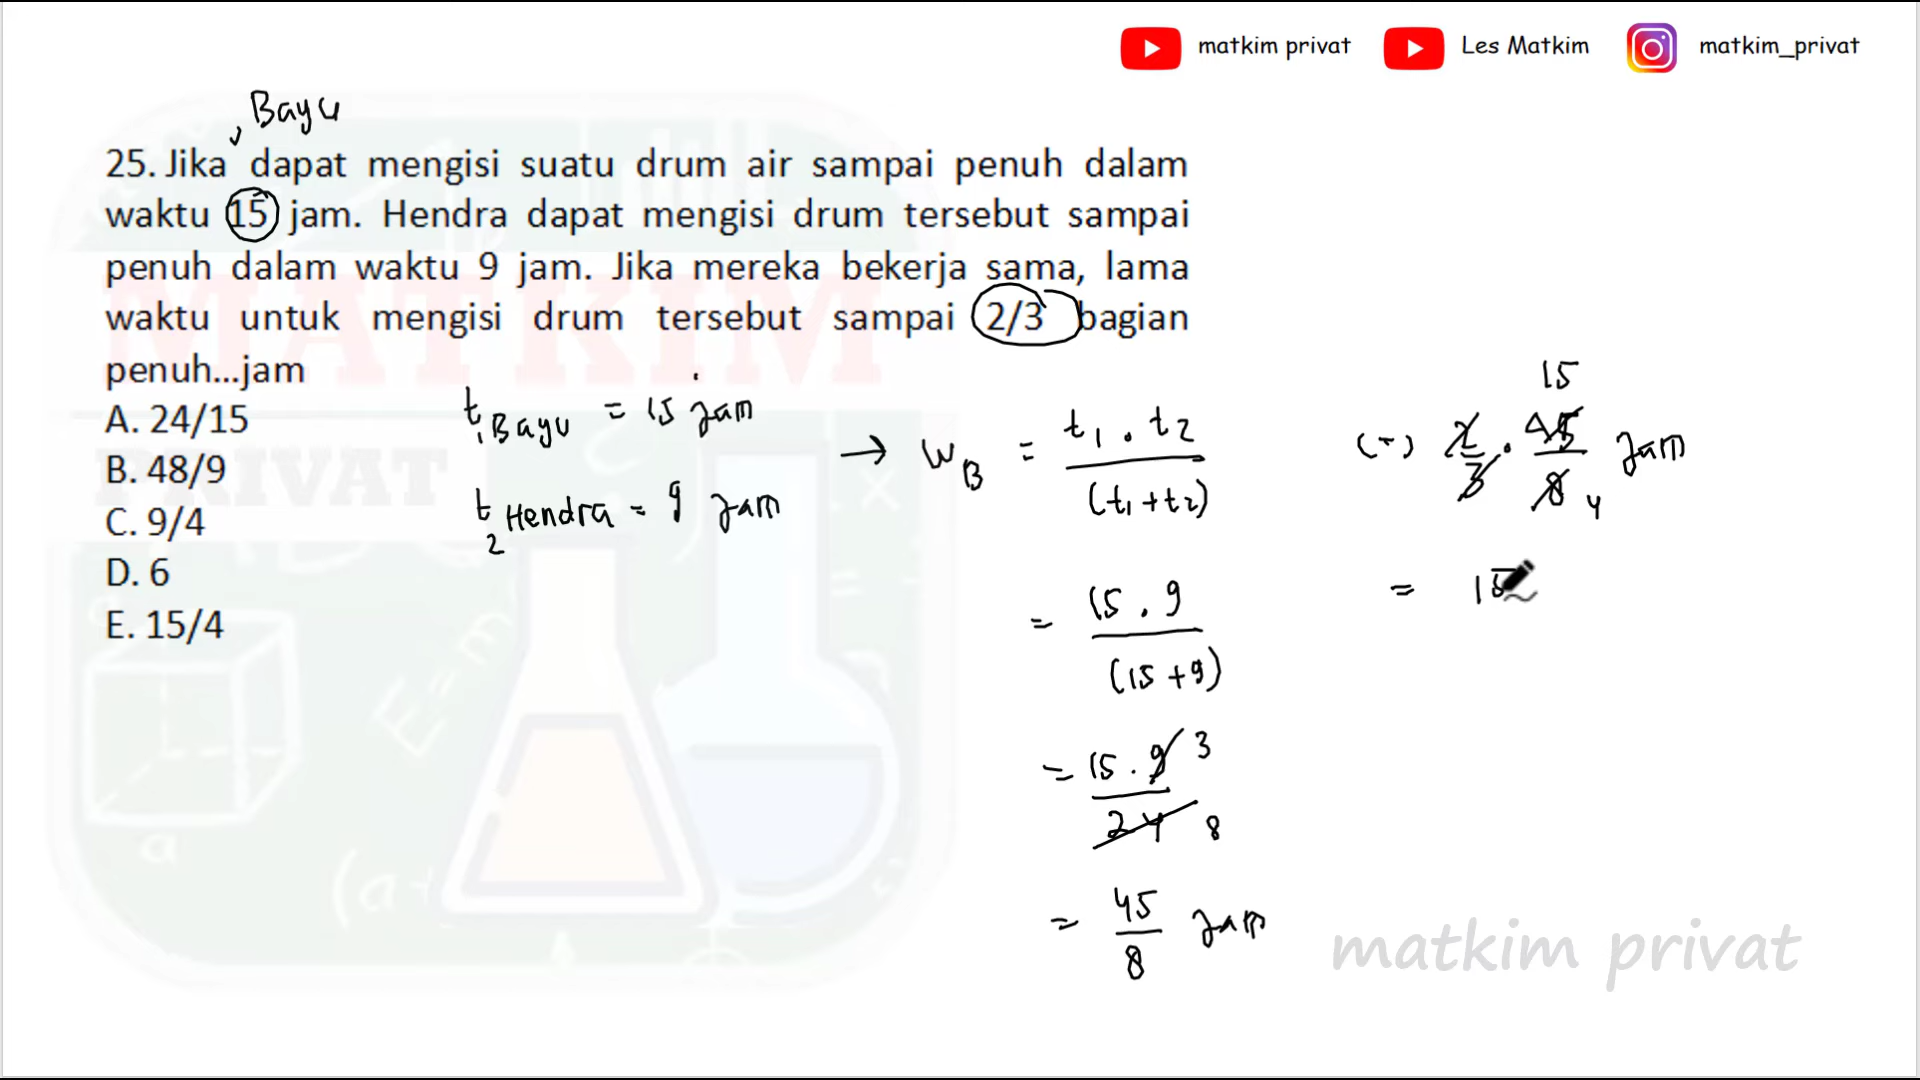 matkim privat Les Matkim matkim_privat
Bayu
25. Jika dapat mengisi suatu drum air sampai penuh dalam
waktu 15 jam. Hendra dapat mengisi drum tersebut sampai
penuh dalam waktu 9 jam. Jika mereka bekerja sama, lama
waktu untuk mengisi drum tersebut sampai 2/3 bagian
penuh...jam
A. 24/15
B. 48/9
C. 9/4
D. 6
E. 15/4
t₁ Bayu = 15 jam
t₂ Hendra = 9 jam
→ W_B = t₁ . t₂ / (t₁ + t₂)
= 15 . 9 / (15 + 9)
= 15 . 9 3 / 24 8
= 45/8 jam
15
(-) 2/3 . 45/8 jam
4
= 15
MATKIM
PRIVAT
E=m
a
(a+
matkim privat